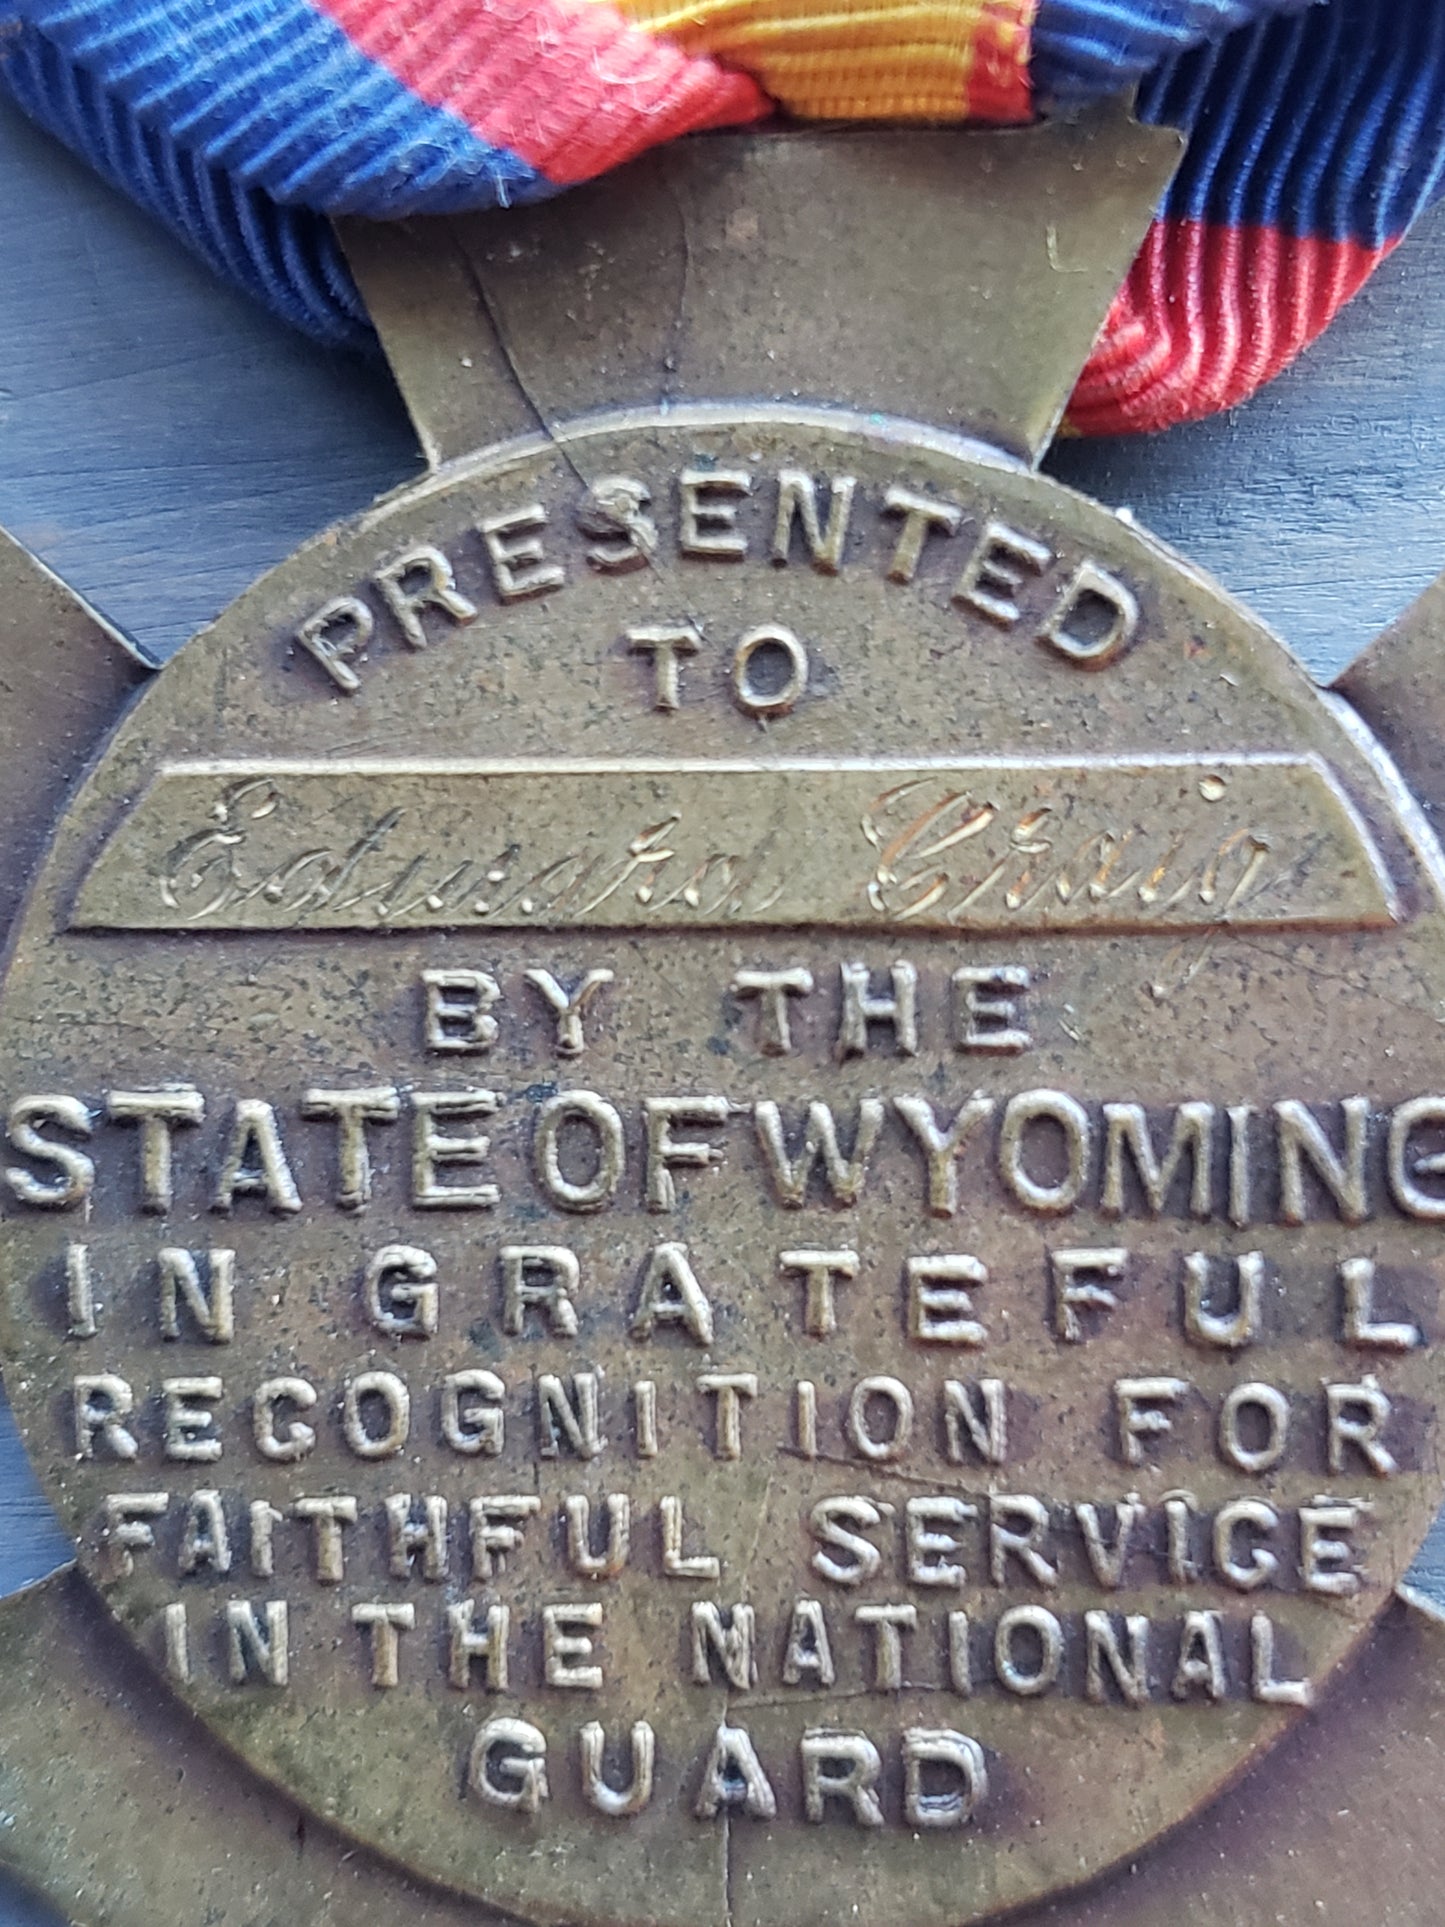 PRESENTED
TO
Edward Craig
BY THE
STATE OF WYOMING
IN GRATEFUL
RECOGNITION FOR
FAITHFUL SERVICE
IN THE NATIONAL
GUARD